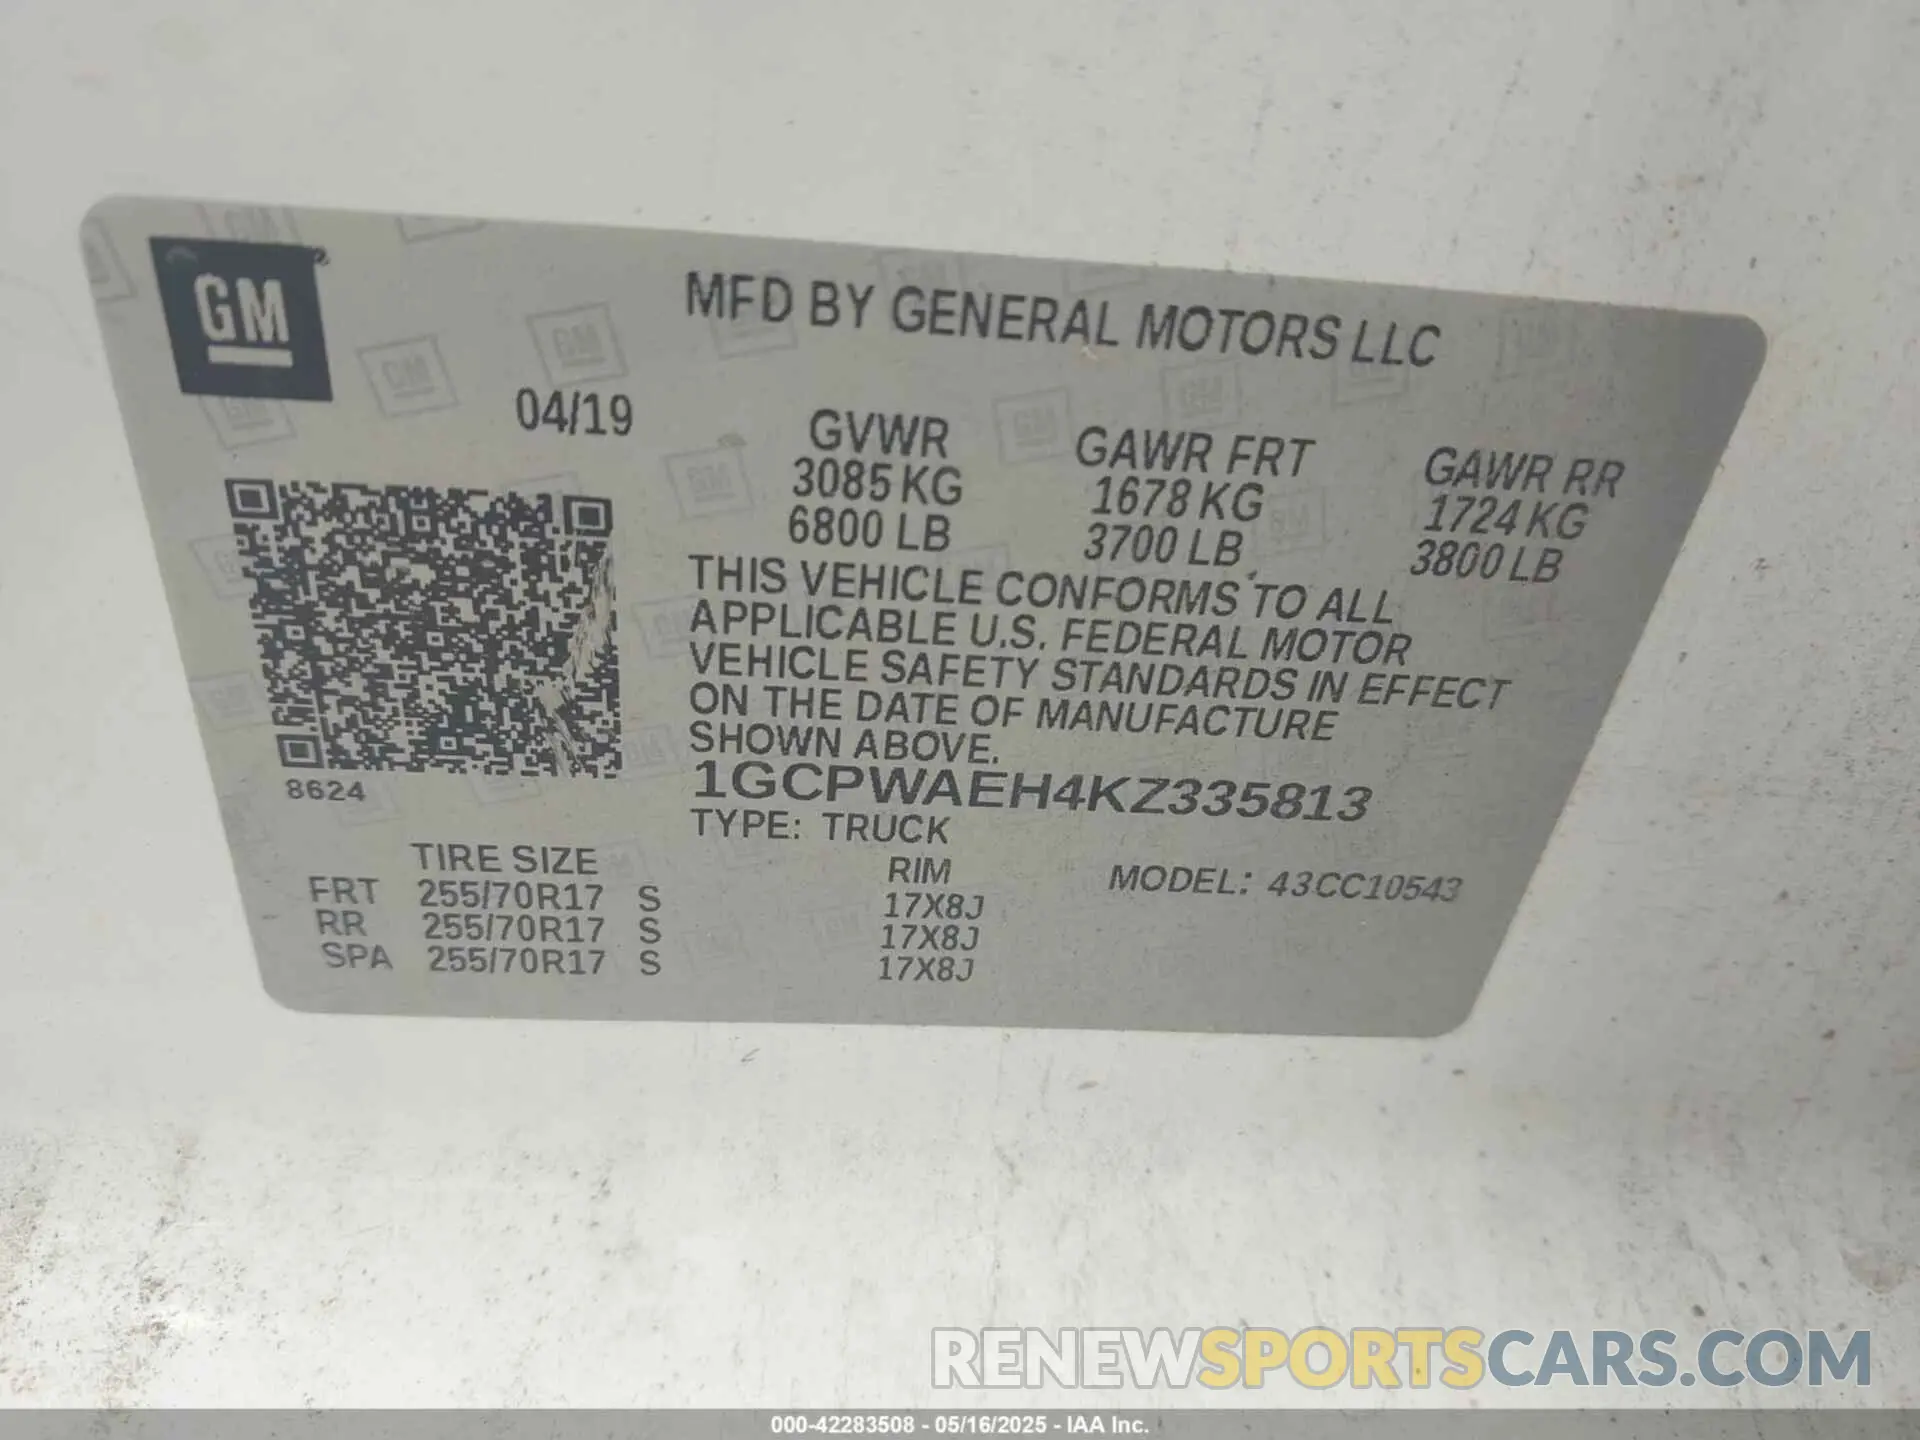 GM
MFD BY GENERAL MOTORS LLC
04/19
GVWR GAWR FRT GAWR RR
3085 KG 1678 KG 1724 KG
6800 LB 3700 LB 3800 LB
THIS VEHICLE CONFORMS TO ALL
APPLICABLE U.S. FEDERAL MOTOR
VEHICLE SAFETY STANDARDS IN EFFECT
ON THE DATE OF MANUFACTURE
SHOWN ABOVE.
1GCPWAEH4KZ335813
8624
TYPE: TRUCK
TIRE SIZE RIM MODEL: 43CC10543
FRT 255/70R17 S 17X8J
RR 255/70R17 S 17X8J
SPA 255/70R17 S 17X8J
RENEWSPORTSCARS.COM
000-42283508 - 05/16/2025 - IAA Inc.